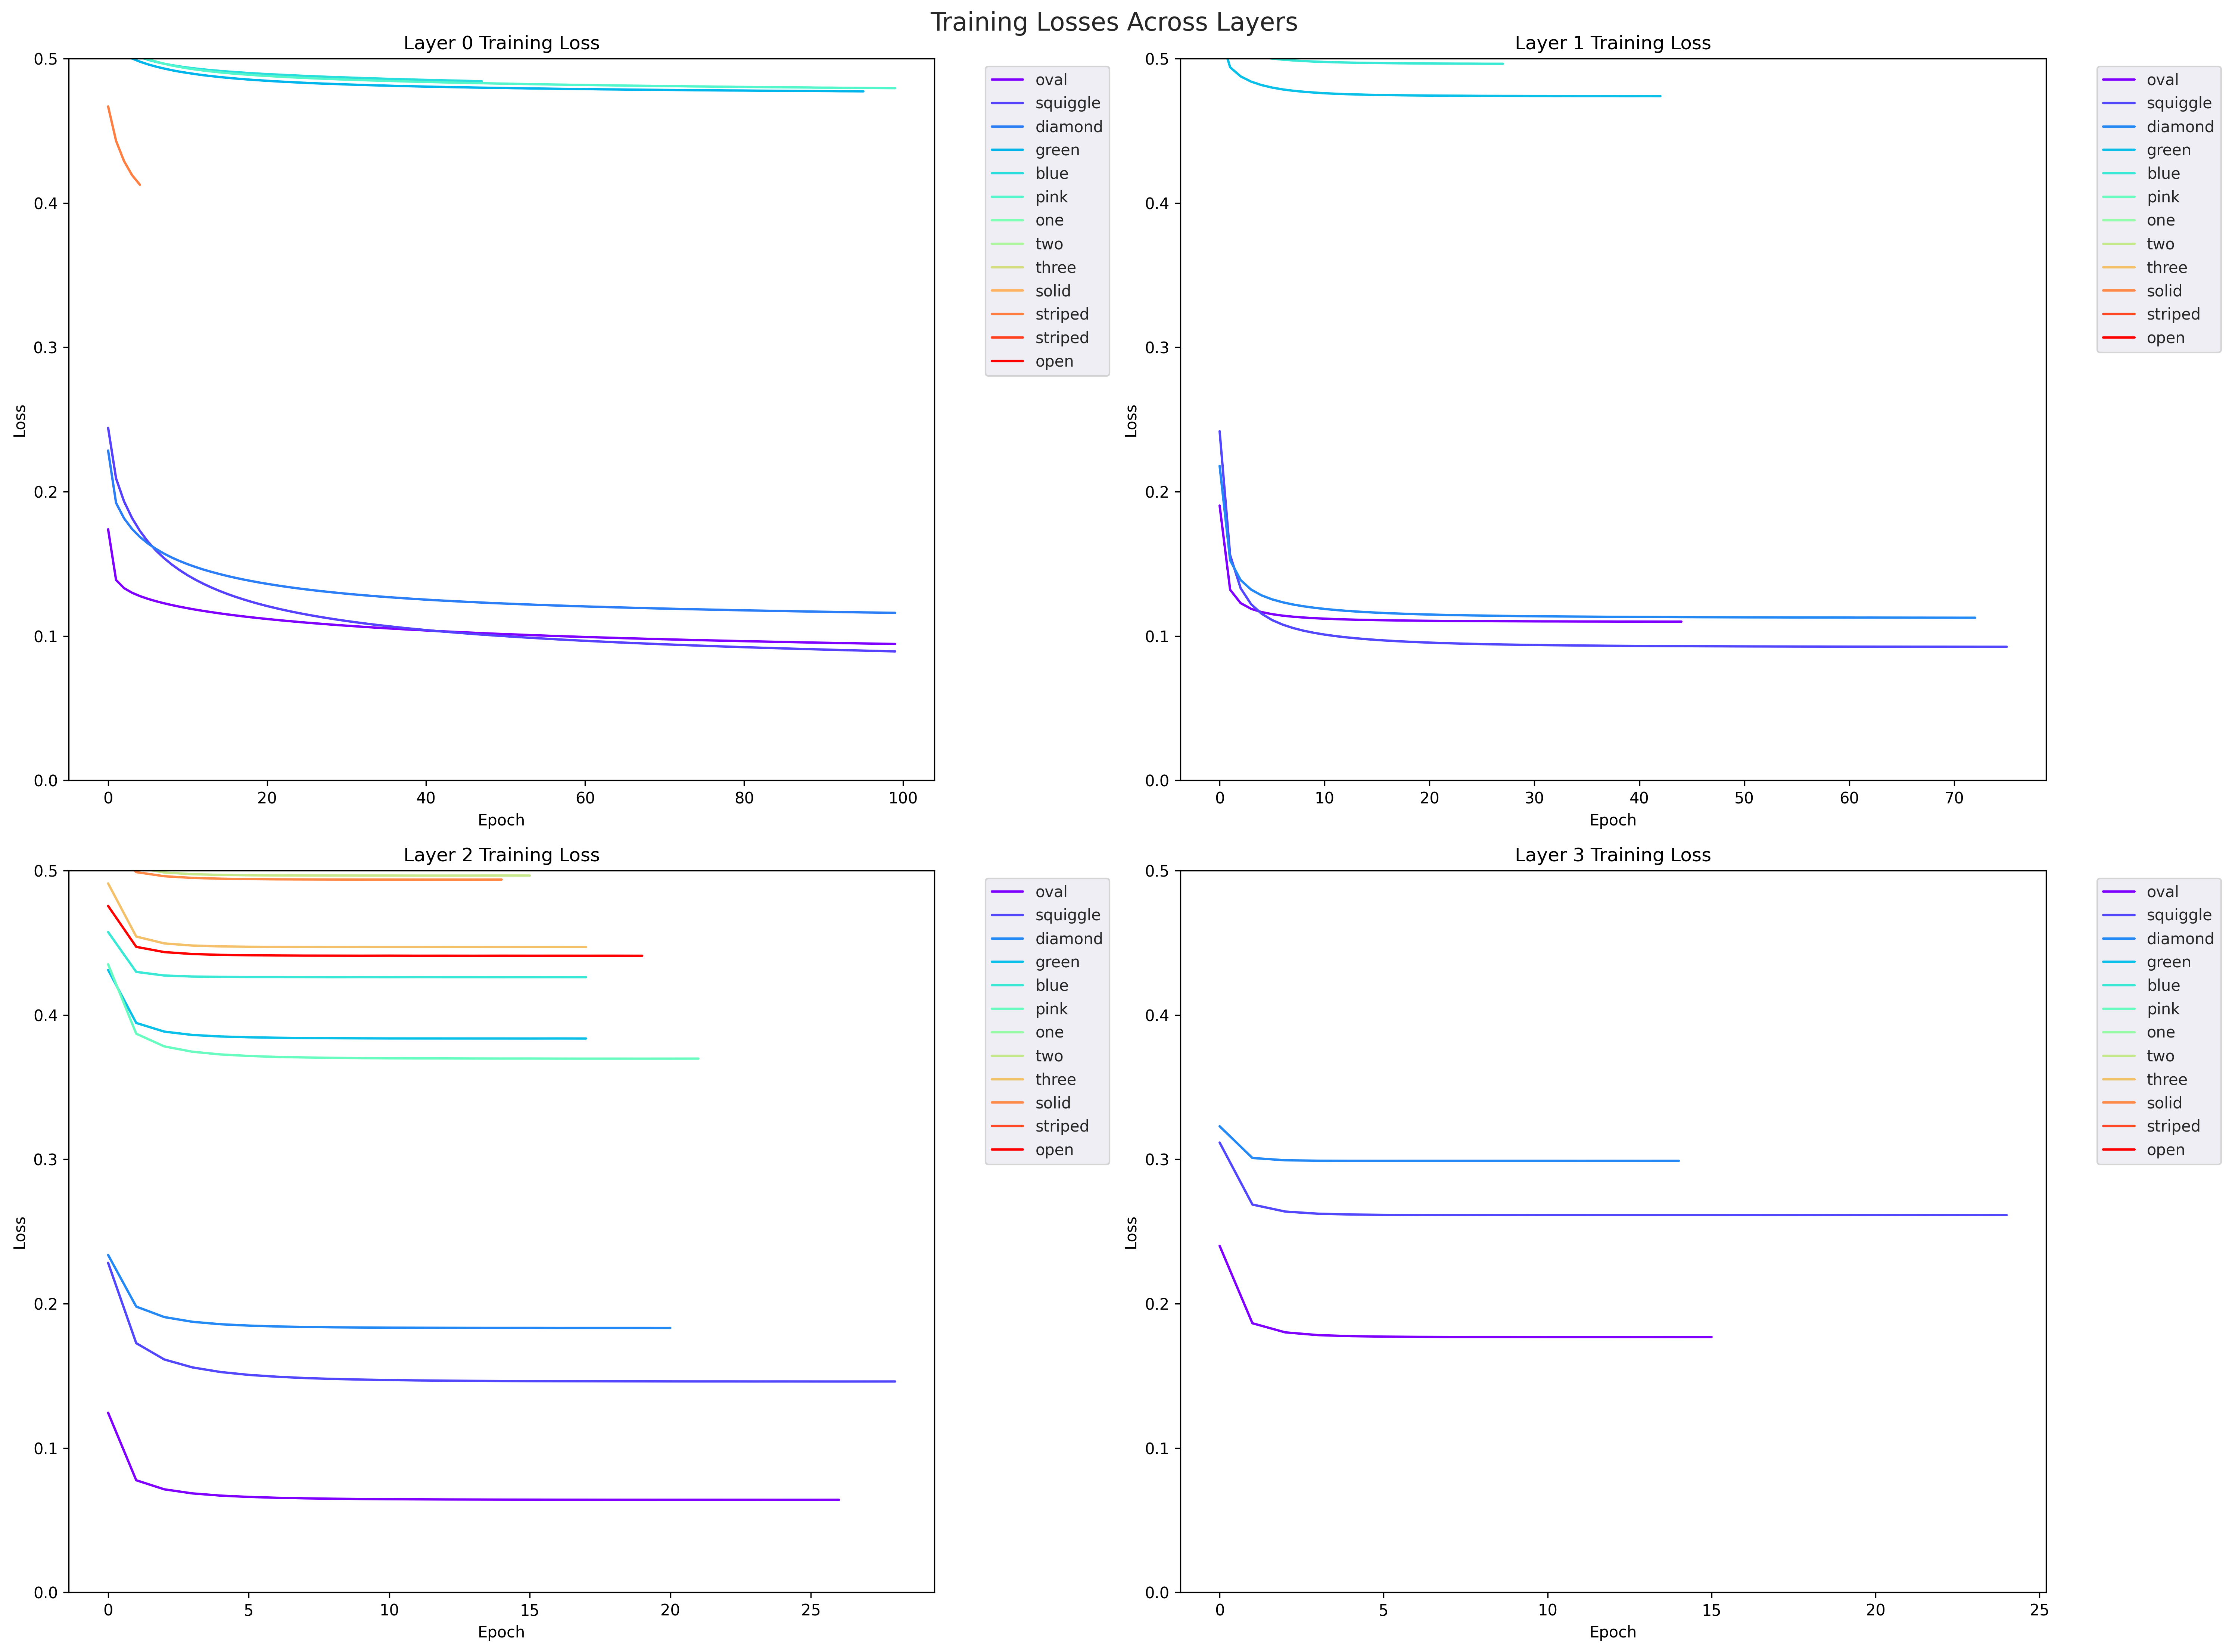 Training Losses Across Layers
Layer 0 Training Loss
0.5
0.4
0.3
0.2
0.1
0.0
Loss
0 20 40 60 80 100
Epoch
oval
squiggle
diamond
green
blue
pink
one
two
three
solid
striped
striped
open
Layer 1 Training Loss
0.5
0.4
0.3
0.2
0.1
0.0
Loss
0 10 20 30 40 50 60 70
Epoch
oval
squiggle
diamond
green
blue
pink
one
two
three
solid
striped
open
Layer 2 Training Loss
0.5
0.4
0.3
0.2
0.1
0.0
Loss
0 5 10 15 20 25
Epoch
oval
squiggle
diamond
green
blue
pink
one
two
three
solid
striped
open
Layer 3 Training Loss
0.5
0.4
0.3
0.2
0.1
0.0
Loss
0 5 10 15 20 25
Epoch
oval
squiggle
diamond
green
blue
pink
one
two
three
solid
striped
open